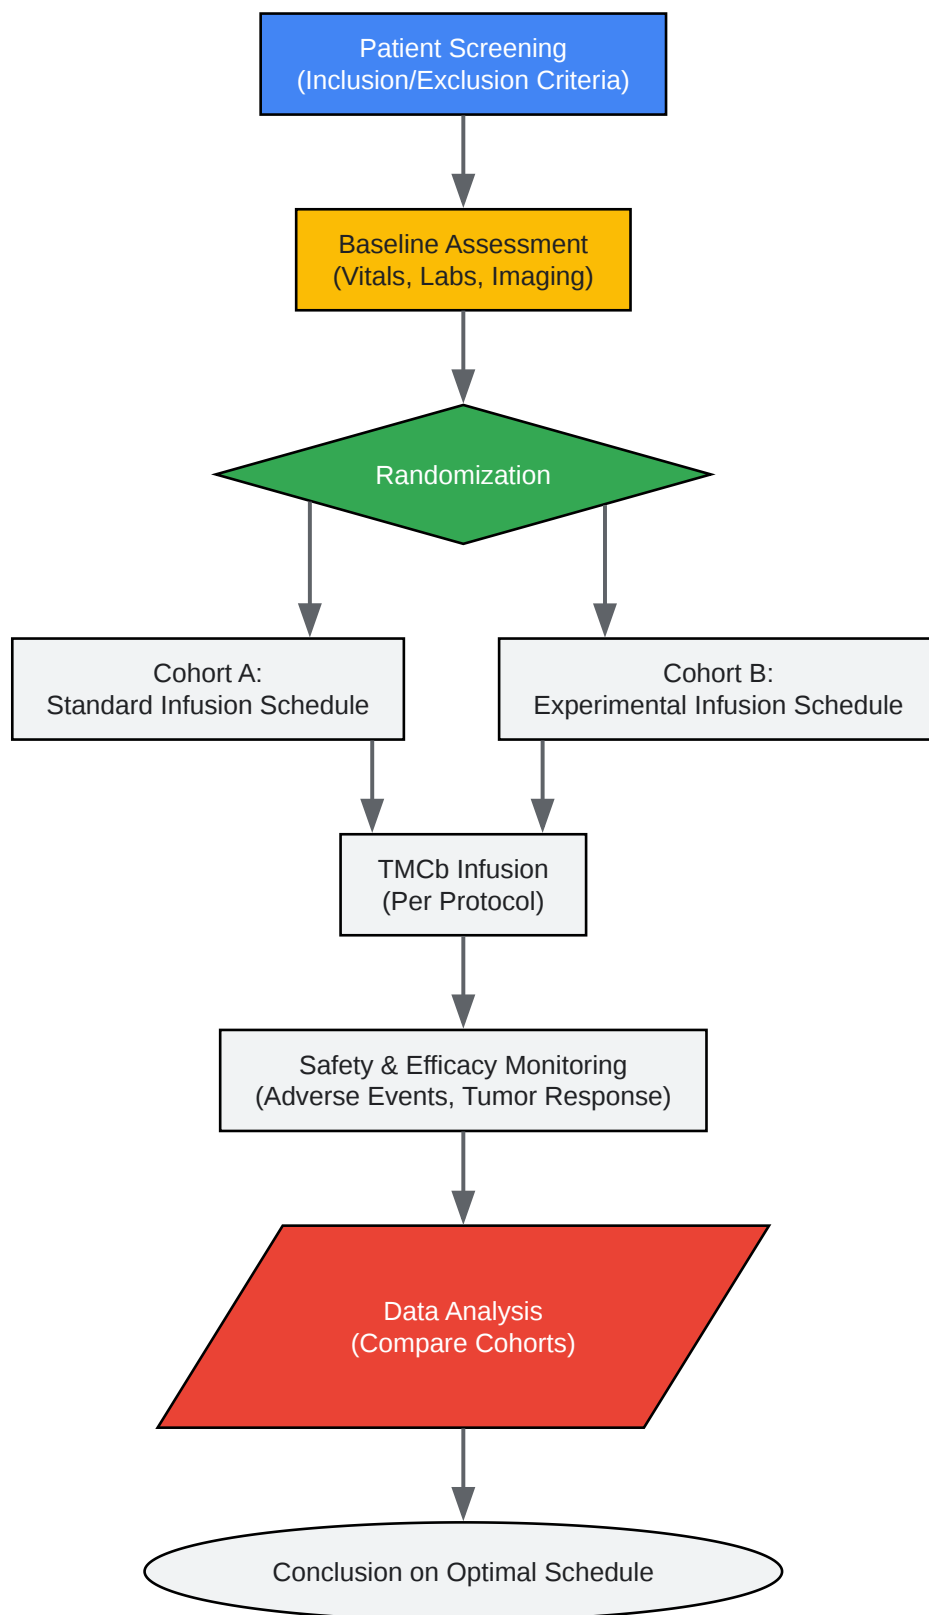 Patient Screening
(Inclusion/Exclusion Criteria)
Baseline Assessment
(Vitals, Labs, Imaging)
Randomization
Cohort A:
Standard Infusion Schedule
Cohort B:
Experimental Infusion Schedule
TMCb Infusion
(Per Protocol)
Safety & Efficacy Monitoring
(Adverse Events, Tumor Response)
Data Analysis
(Compare Cohorts)
Conclusion on Optimal Schedule